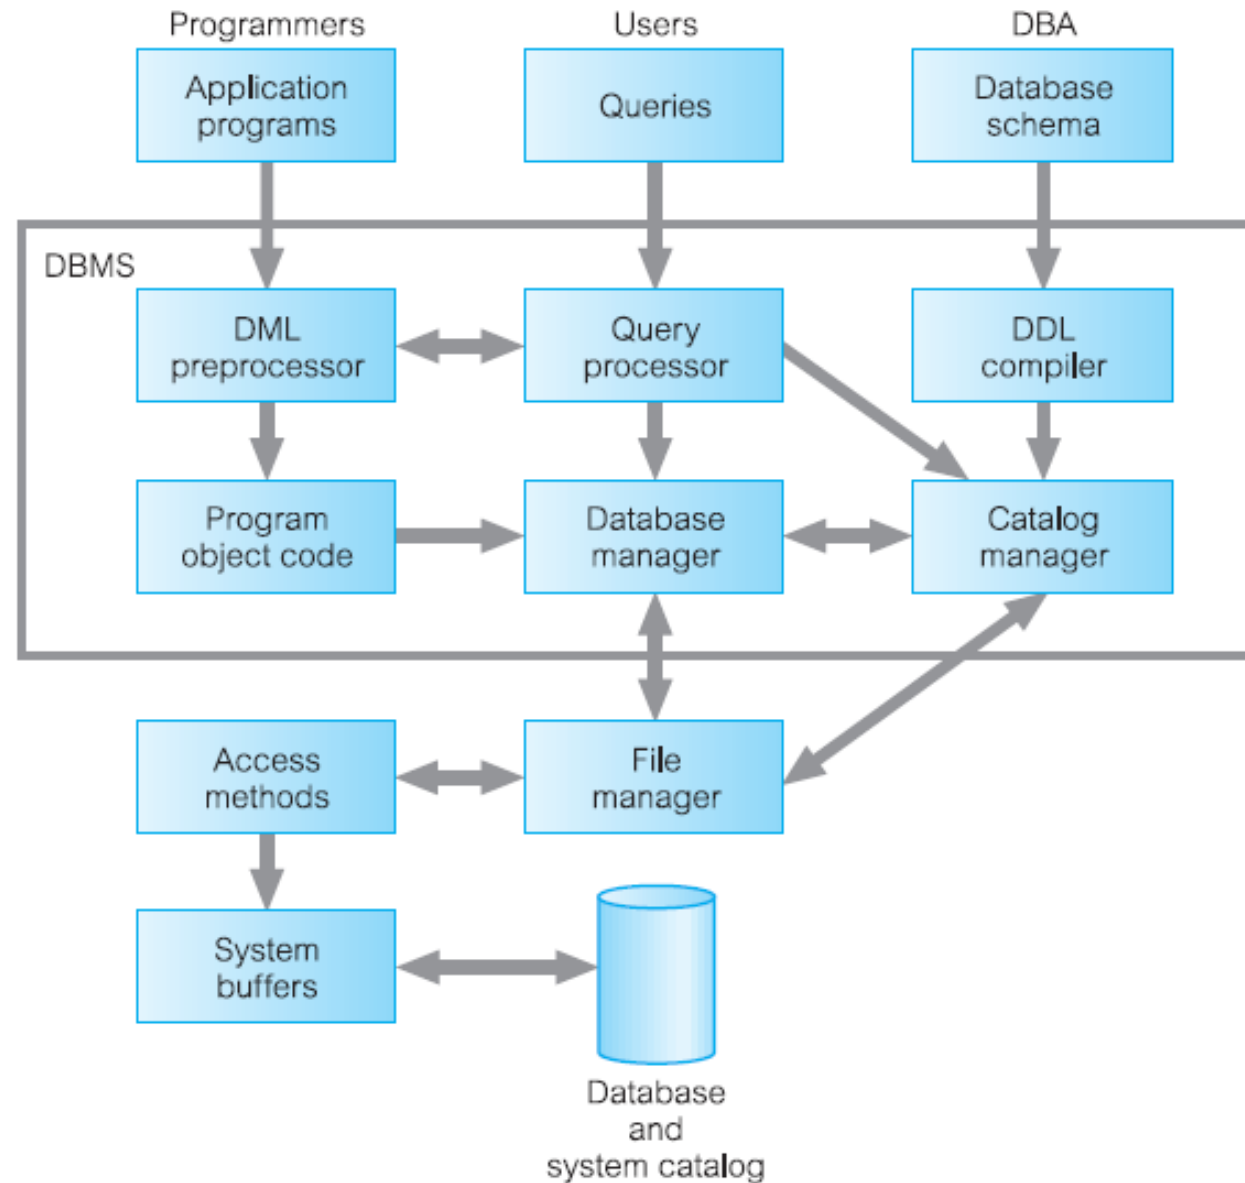 Programmers
Users
DBA
Application
programs
Queries
Database
schema
DBMS
DML
preprocessor
Query
processor
DDL
compiler
Program
object code
Database
manager
Catalog
manager
Access
methods
File
manager
System
buffers
Database
and
system catalog